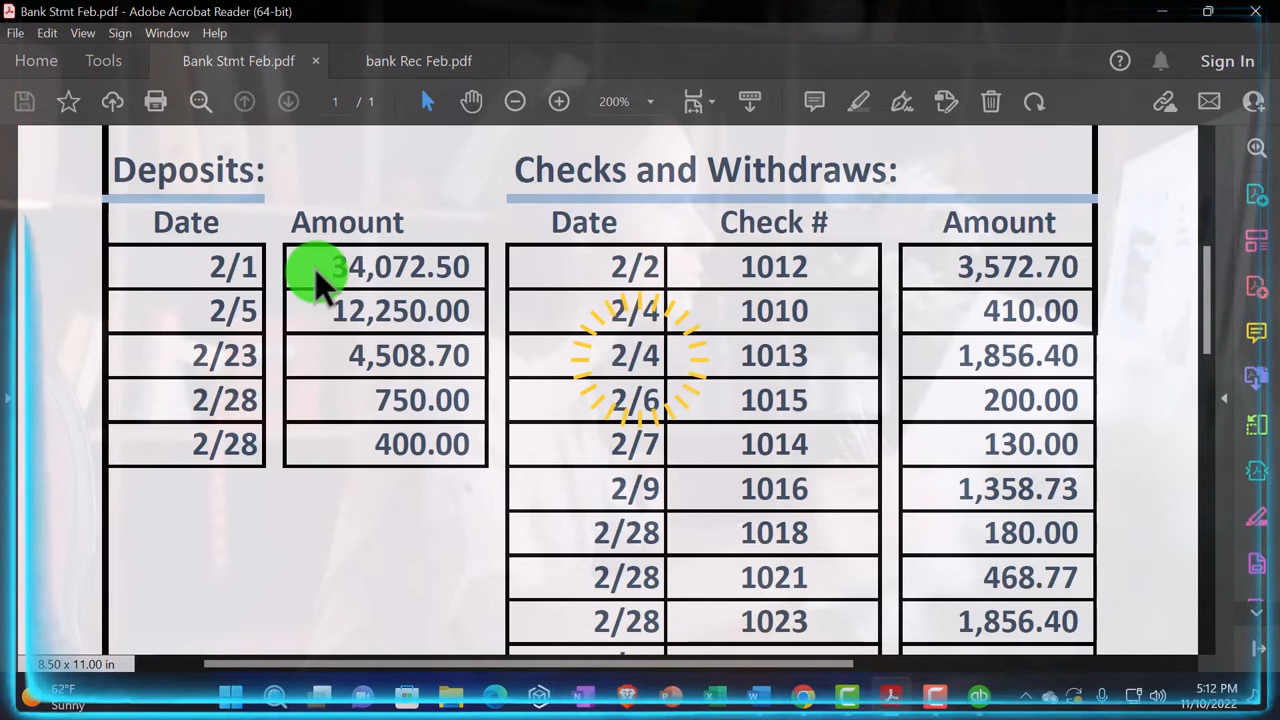 Bank Stmt Feb.pdf - Adobe Acrobat Reader (64-bit)
File Edit View Sign Window Help
Home Tools Bank Stmt Feb.pdf × bank Rec Feb.pdf Sign In
1 / 1 200%
Deposits: Checks and Withdraws:
Date Amount Date Check # Amount
2/1 34,072.50 2/2 1012 3,572.70
2/5 12,250.00 2/4 1010 410.00
2/23 4,508.70 2/4 1013 1,856.40
2/28 750.00 2/6 1015 200.00
2/28 400.00 2/7 1014 130.00
2/9 1016 1,358.73
2/28 1018 180.00
2/28 1021 468.77
2/28 1023 1,856.40
8.50 x 11.00 in
62°F
Sunny
5:12 PM
11/10/2022